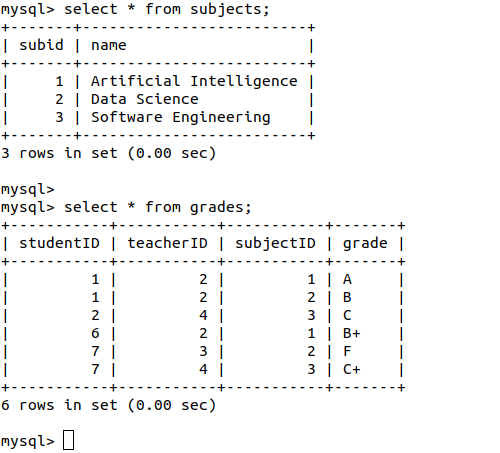 mysql> select * from subjects;
+-------+-------------------------+
| subid | name                    |
+-------+-------------------------+
|     1 | Artificial Intelligence |
|     2 | Data Science            |
|     3 | Software Engineering    |
+-------+-------------------------+
3 rows in set (0.00 sec)

mysql>
mysql> select * from grades;
+-----------+-----------+-----------+-------+
| studentID | teacherID | subjectID | grade |
+-----------+-----------+-----------+-------+
|         1 |         2 |         1 | A     |
|         1 |         2 |         2 | B     |
|         2 |         4 |         3 | C     |
|         6 |         2 |         1 | B+    |
|         7 |         3 |         2 | F     |
|         7 |         4 |         3 | C+    |
+-----------+-----------+-----------+-------+
6 rows in set (0.00 sec)

mysql>